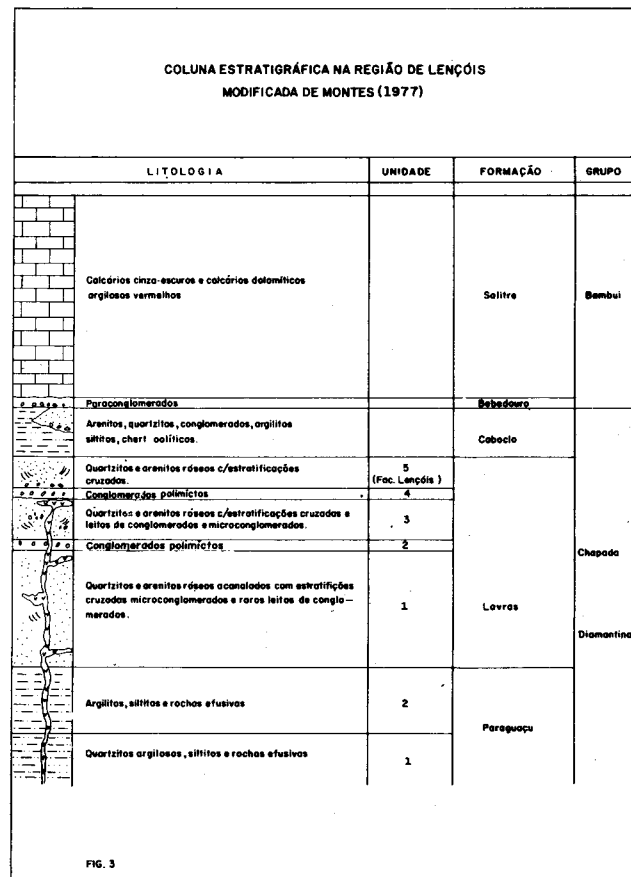 COLUNA ESTRATIGRÁFICA NA REGIÃO DE LENÇÓIS
MODIFICADA DE MONTES (1977)
LITOLOGIA UNIDADE FORMAÇÃO GRUPO
Calcários cinza-escuros e calcários dolomíticos
argilosos vermelhos
Salitre
Bambuí
Paraconglomerados
Bebedouro
Arenitos, quartzitos, conglomerados, argilitos
siltitos, chert oolíticos.
Caboclo
Quartzitos e arenitos róseos c/estratificações
cruzadas.
5
(Fac. Lençóis)
Conglomerados polimíctos
4
Quartzitos e arenitos róseos c/estratificações cruzadas e
leitos de conglomerados e microconglomerados.
3
Conglomerados polimíctos
2
Chapada
Quartzitos e arenitos róseos acanalados com estratifições
cruzadas microconglomerados e raros leitos de conglo–
merados.
1
Lavras
Diamantina
Argilitos, siltitos e rochas efusivas
2
Paraguaçu
Quartzitos argilosos, siltitos e rochas efusivas
1
FIG. 3